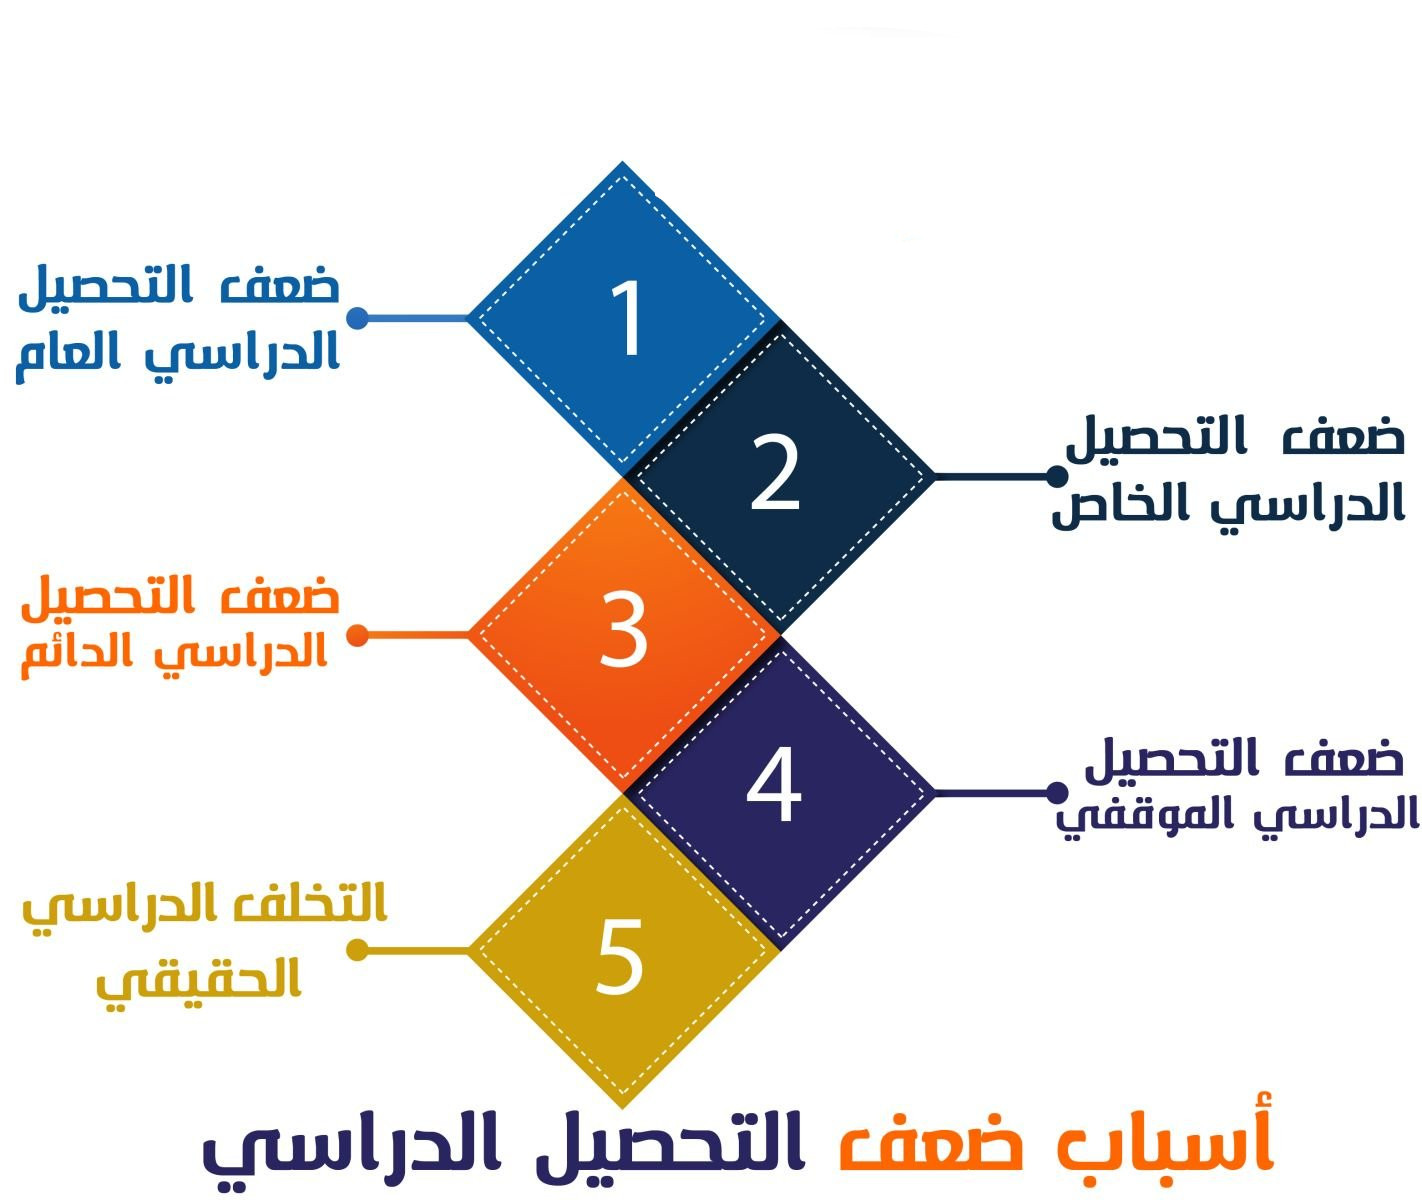 1
ضعف التحصيل
الدراسي العام
2
ضعف التحصيل
الدراسي الخاص
3
ضعف التحصيل
الدراسي الدائم
4
ضعف التحصيل
الدراسي الموقفي
5
التخلف الدراسي
الحقيقي
أسباب ضعف التحصيل الدراسي